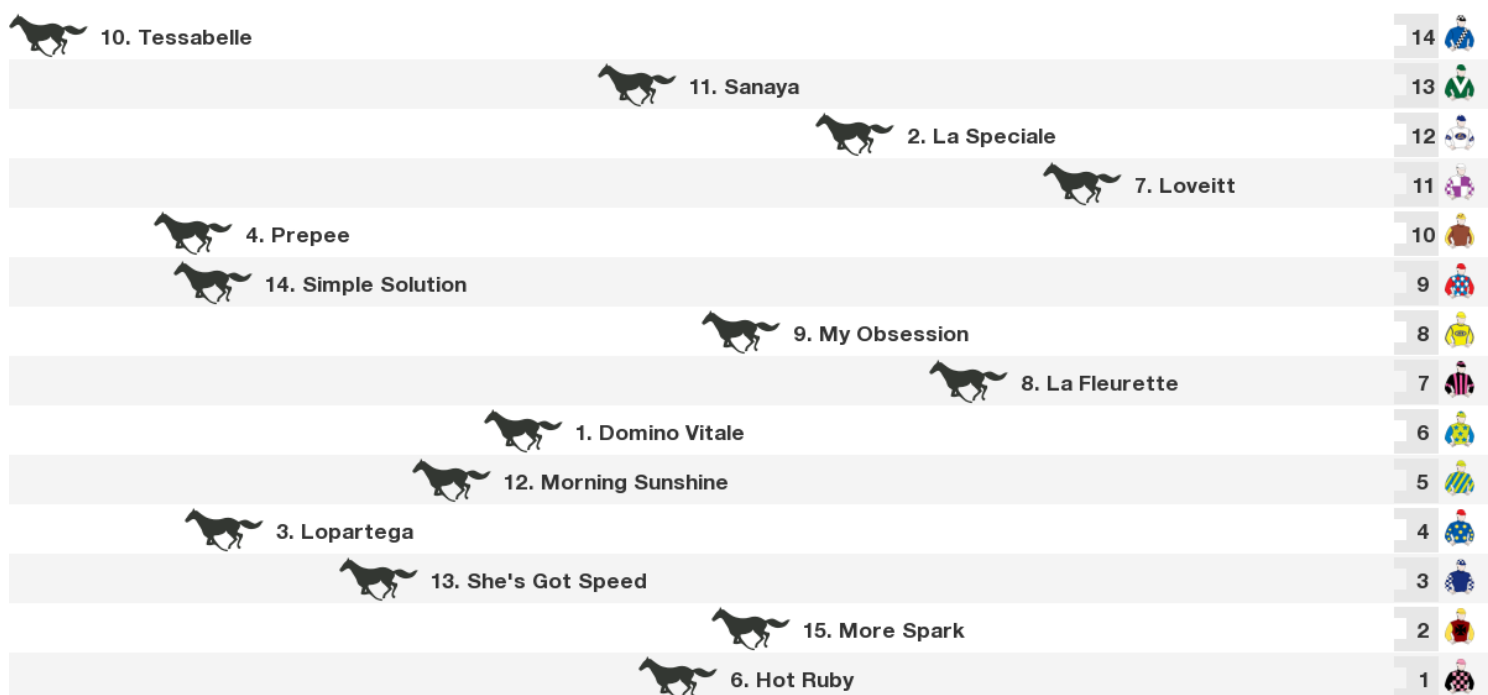 10. Tessabelle 14
11. Sanaya 13
2. La Speciale 12
7. Loveitt 11
4. Prepee 10
14. Simple Solution 9
9. My Obsession 8
8. La Fleurette 7
1. Domino Vitale 6
12. Morning Sunshine 5
3. Lopartega 4
13. She's Got Speed 3
15. More Spark 2
6. Hot Ruby 1